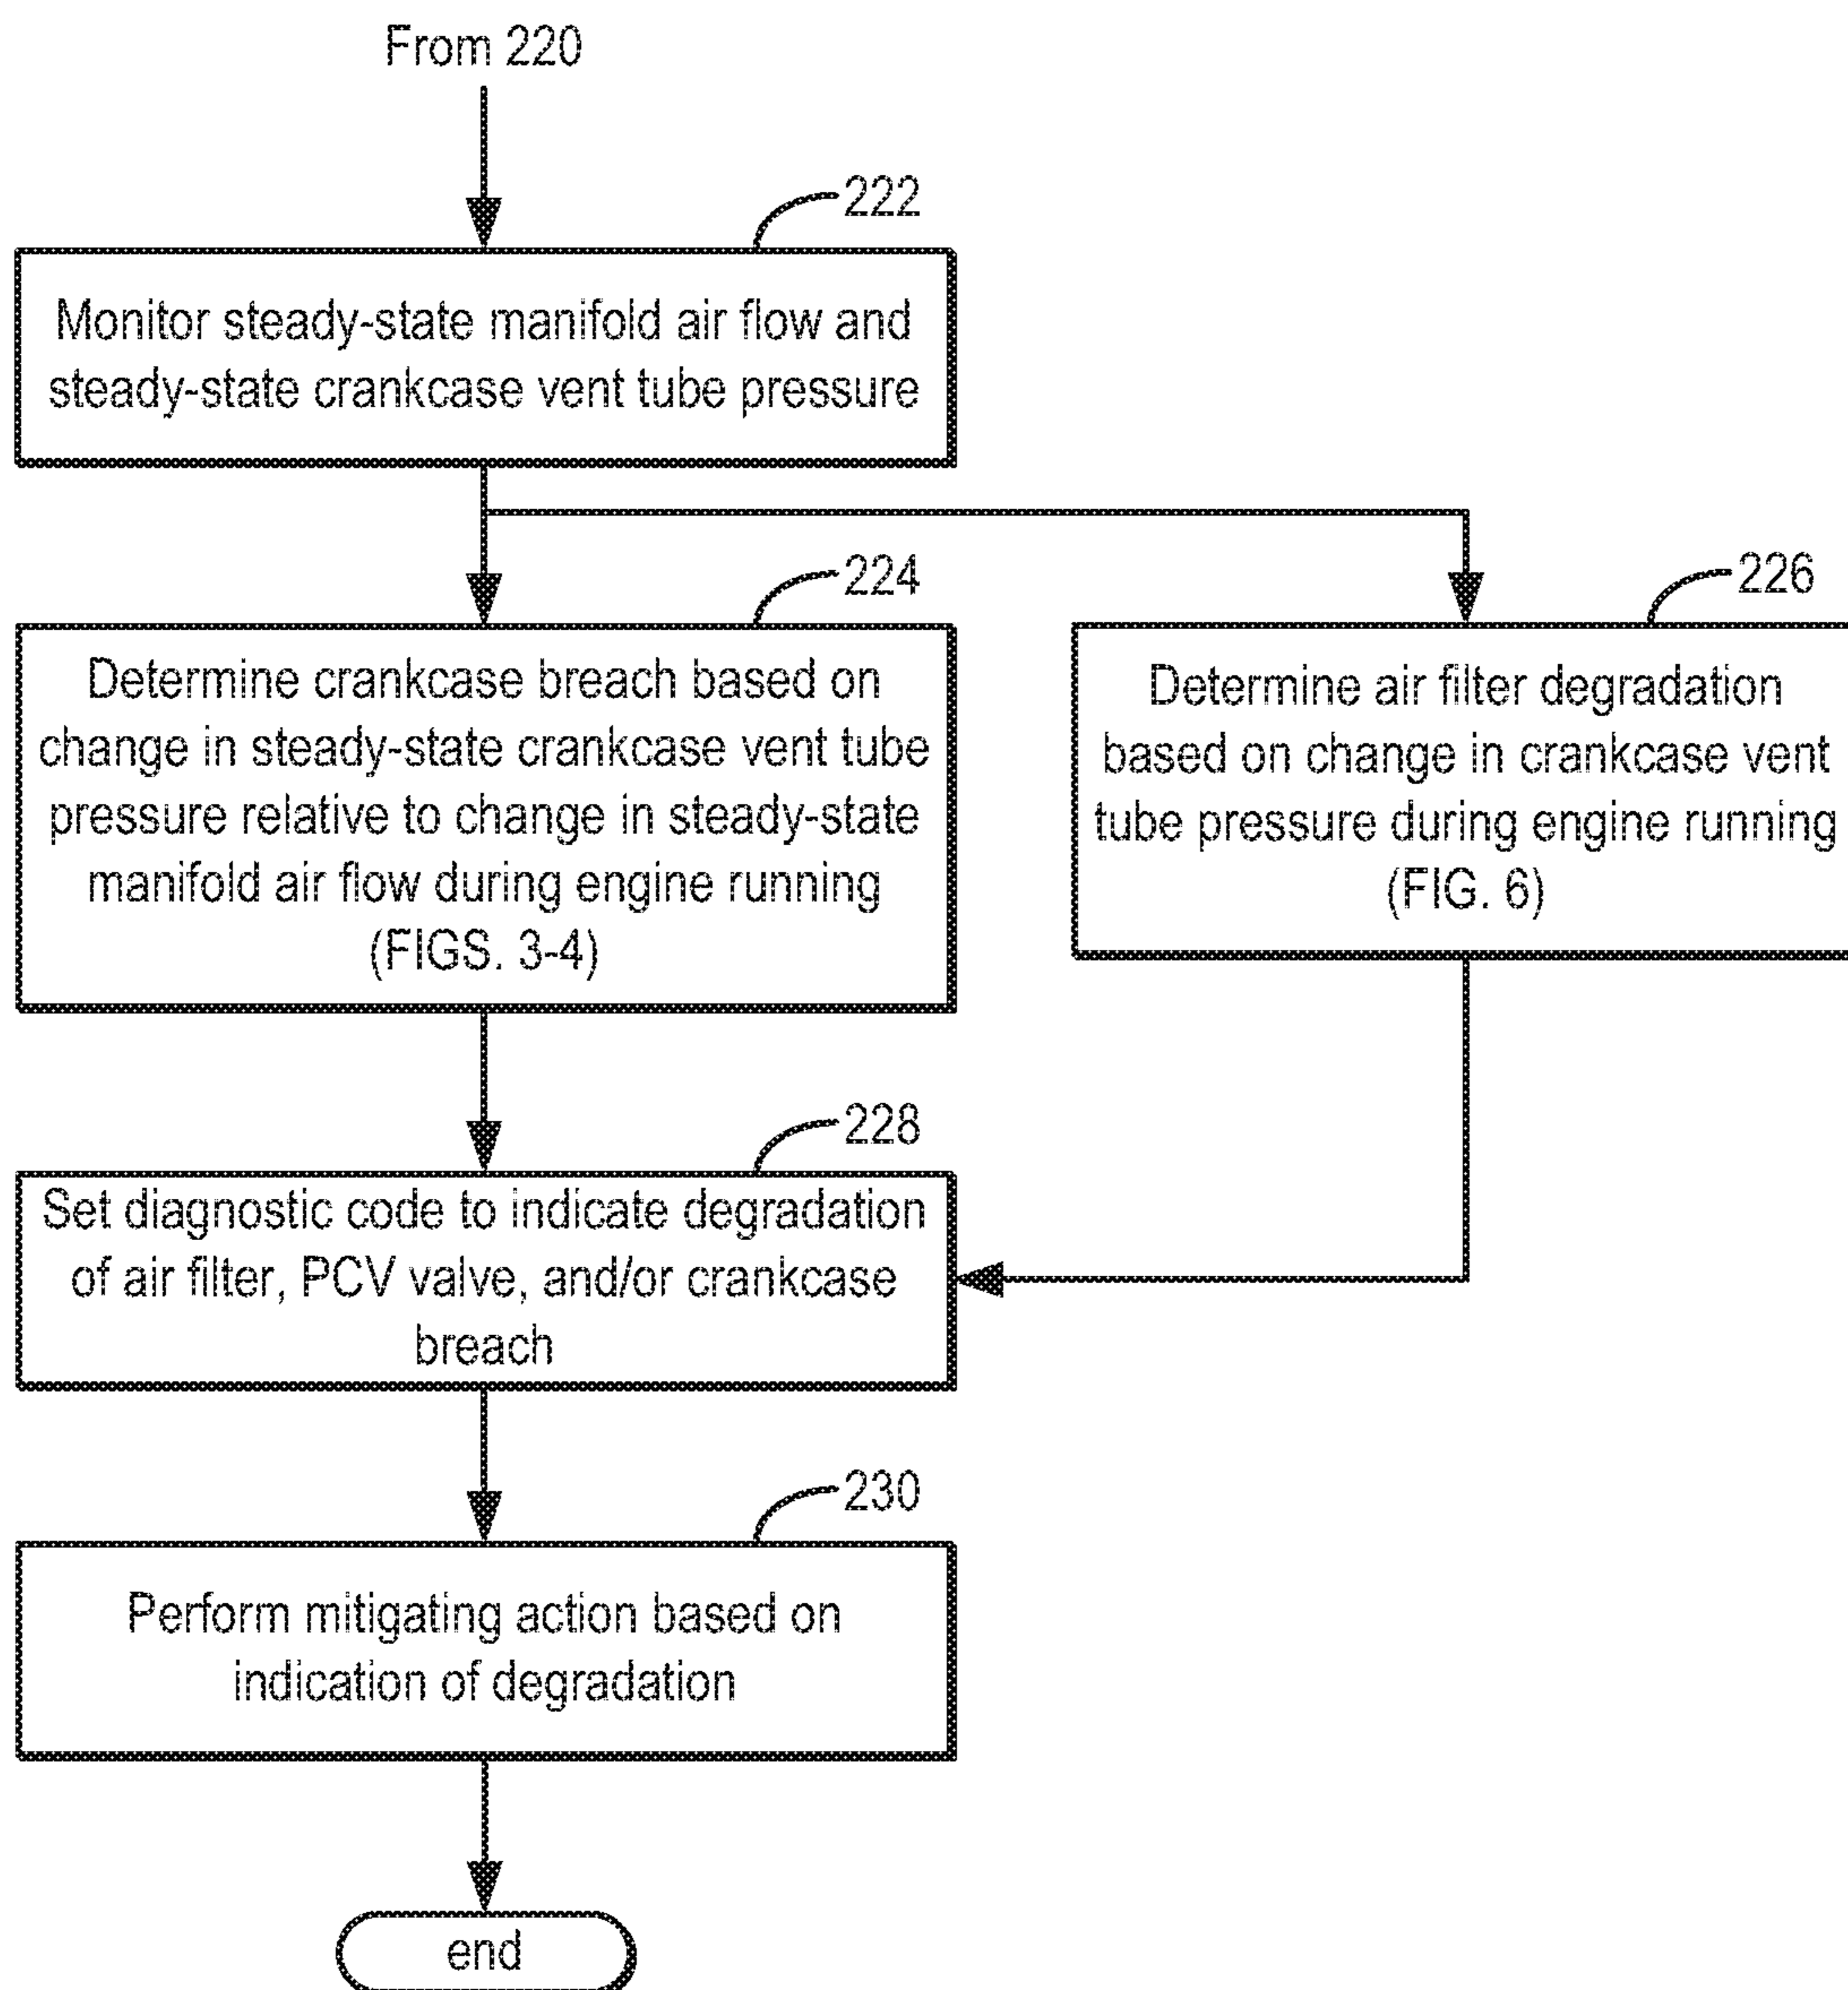 From 220
222
Monitor steady-state manifold air flow and
steady-state crankcase vent tube pressure
224
Determine crankcase breach based on
change in steady-state crankcase vent tube
pressure relative to change in steady-state
manifold air flow during engine running
(FIGS. 3-4)
226
Determine air filter degradation
based on change in crankcase vent
tube pressure during engine running
(FIG. 6)
228
Set diagnostic code to indicate degradation
of air filter, PCV valve, and/or crankcase
breach
230
Perform mitigating action based on
indication of degradation
end